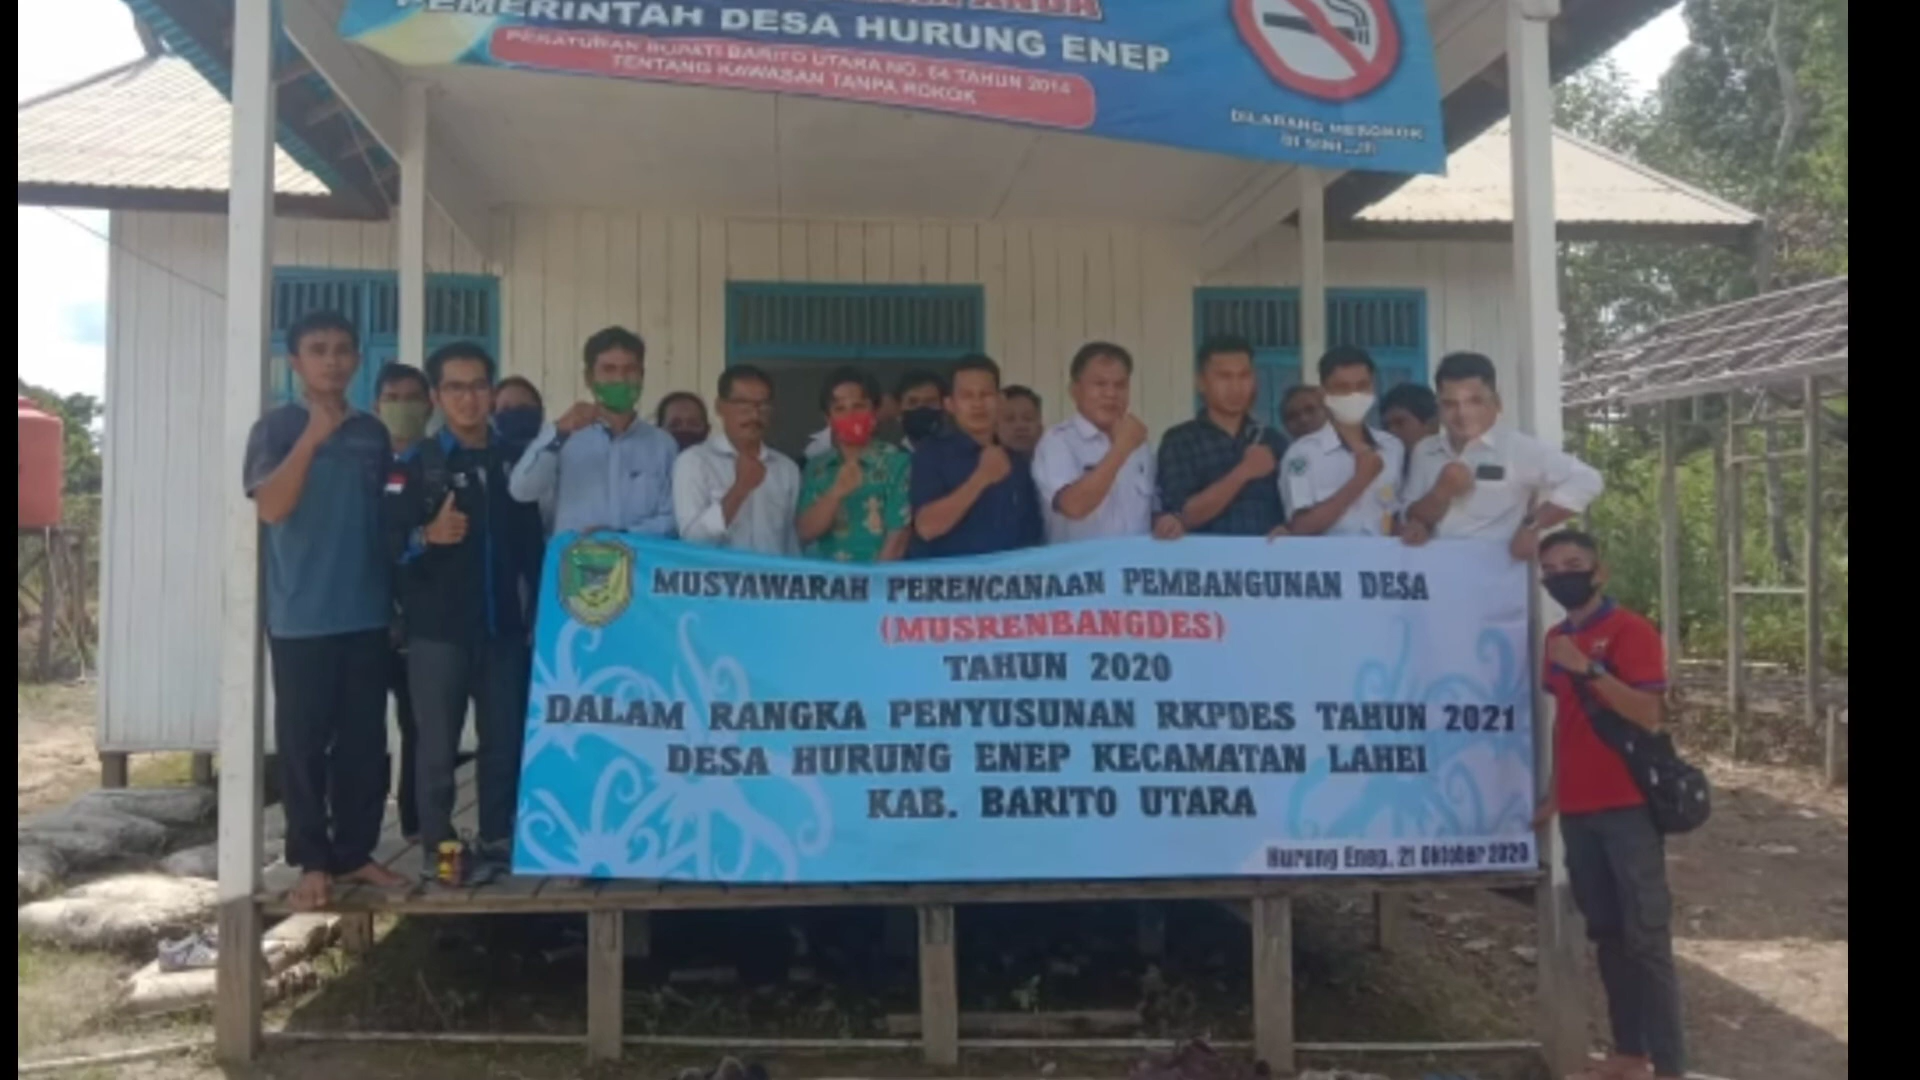 PEMERINTAH DESA HURUNG ENEP
PERATURAN BUPATI BARITO UTARA NO. 64 TAHUN 2014
TENTANG KAWASAN TANPA ROKOK
DILARANG MEROKOK
MUSYAWARAH PERENCANAAN PEMBANGUNAN DESA
(MUSRENBANGDES)
TAHUN 2020
DALAM RANGKA PENYUSUNAN RKPDES TAHUN 2021
DESA HURUNG ENEP KECAMATAN LAHEI
KAB. BARITO UTARA
Hurung Enep, 21 Oktober 2020